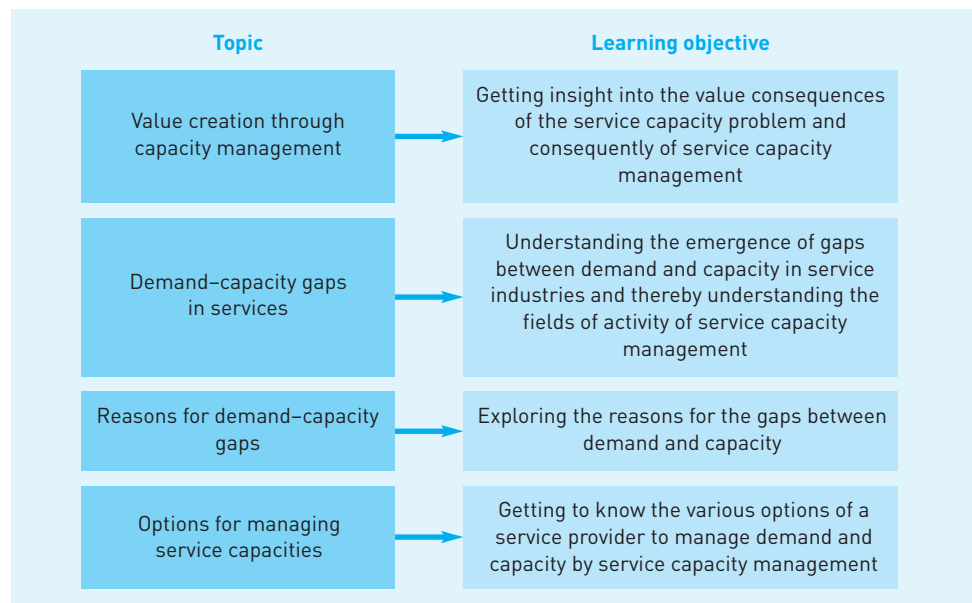 Topic
Learning objective
Value creation through
capacity management
Getting insight into the value consequences
of the service capacity problem and
consequently of service capacity
management
Demand–capacity gaps
in services
Understanding the emergence of gaps
between demand and capacity in service
industries and thereby understanding the
fields of activity of service capacity
management
Reasons for demand–capacity
gaps
Exploring the reasons for the gaps between
demand and capacity
Options for managing
service capacities
Getting to know the various options of a
service provider to manage demand and
capacity by service capacity management